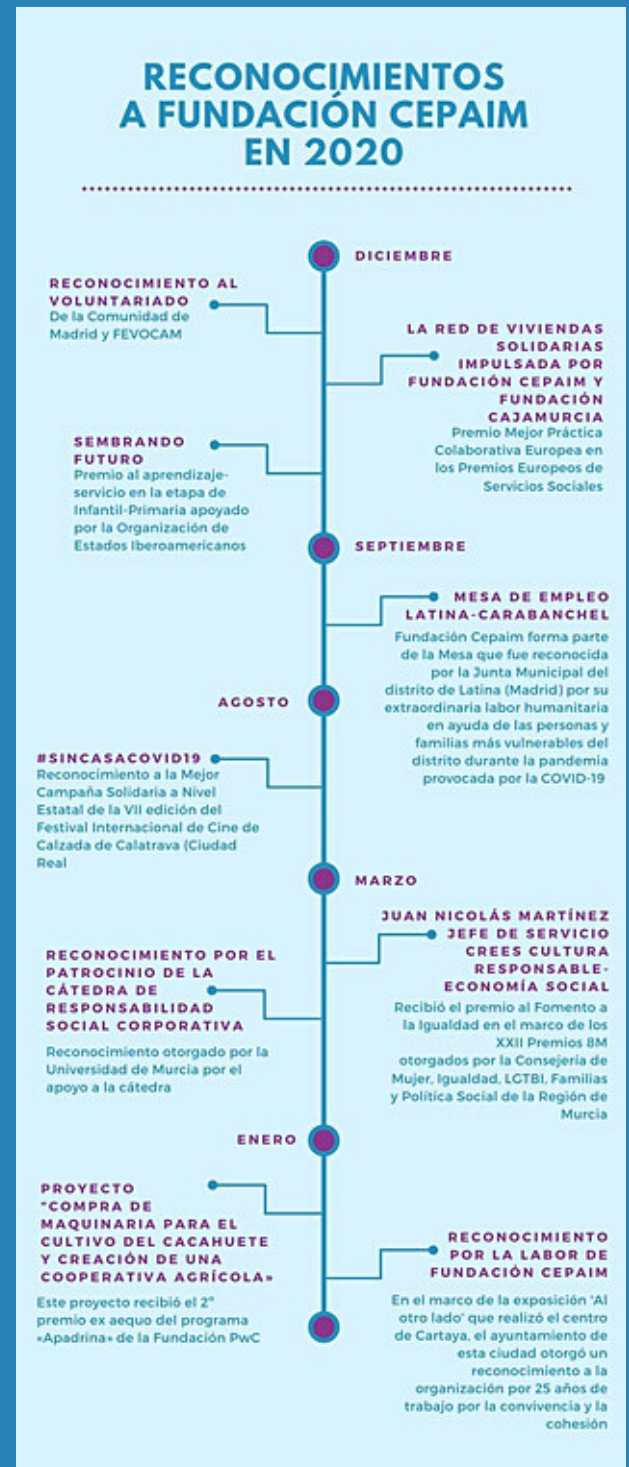 RECONOCIMIENTOS
A FUNDACIÓN CEPAIM
EN 2020
DICIEMBRE
RECONOCIMIENTO AL
VOLUNTARIADO
De la Comunidad de
Madrid y FEVOCAM
LA RED DE VIVIENDAS
SOLIDARIAS
IMPULSADA POR
FUNDACIÓN CEPAIM Y
FUNDACIÓN
CAJAMURCIA
Premio Mejor Práctica
Colaborativa Europea en
los Premios Europeos de
Servicios Sociales
SEMBRANDO
FUTURO
Premio al aprendizaje-
servicio en la etapa de
Infantil-Primaria apoyado
por la Organización de
Estados Iberoamericanos
SEPTIEMBRE
MESA DE EMPLEO
LATINA-CARABANCHEL
Fundación Cepaim forma parte
de la Mesa que fue reconocida
por la Junta Municipal del
distrito de Latina (Madrid) por su
extraordinaria labor humanitaria
en ayuda de las personas y
familias más vulnerables del
distrito durante la pandemia
provocada por la COVID-19
AGOSTO
#SINCASACOVID19
Reconocimiento a la Mejor
Campaña Solidaria a Nivel
Estatal de la VII edición del
Festival Internacional de Cine de
Calzada de Calatrava (Ciudad
Real
MARZO
JUAN NICOLÁS MARTÍNEZ
JEFE DE SERVICIO
CREES CULTURA
RESPONSABLE-
ECONOMÍA SOCIAL
Recibió el premio al Fomento a
la Igualdad en el marco de los
XXII Premios 8M
otorgados por la Consejería de
Mujer, Igualdad, LGTBI, Familias
y Política Social de la Región de
Murcia
RECONOCIMIENTO POR EL
PATROCINIO DE LA
CÁTEDRA DE
RESPONSABILIDAD
SOCIAL CORPORATIVA
Reconocimiento otorgado por la
Universidad de Murcia por el
apoyo a la cátedra
ENERO
PROYECTO
"COMPRA DE
MAQUINARIA PARA EL
CULTIVO DEL CACAHUETE
Y CREACIÓN DE UNA
COOPERATIVA AGRÍCOLA»
Este proyecto recibió el 2º
premio ex aequo del programa
«Apadrina» de la Fundación PwC
RECONOCIMIENTO
POR LA LABOR DE
FUNDACIÓN CEPAIM
En el marco de la exposición 'Al
otro lado' que realizó el centro
de Cartaya, el ayuntamiento de
esta ciudad otorgó un
reconocimiento a la
organización por 25 años de
trabajo por la convivencia y la
cohesión